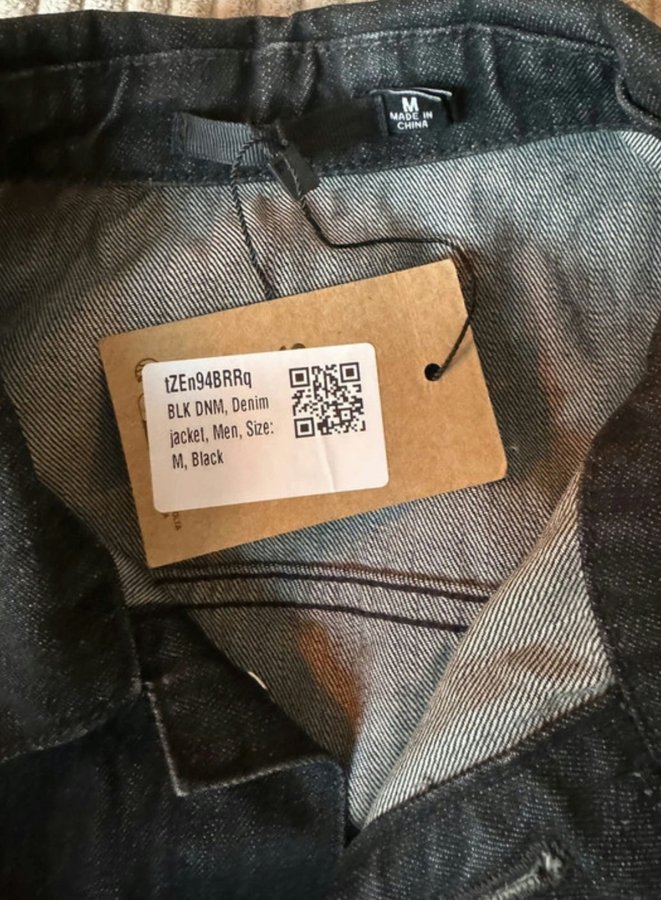 M
MADE IN
CHINA
tZEn94BRRq
BLK DNM, Denim
jacket, Men, Size:
M, Black